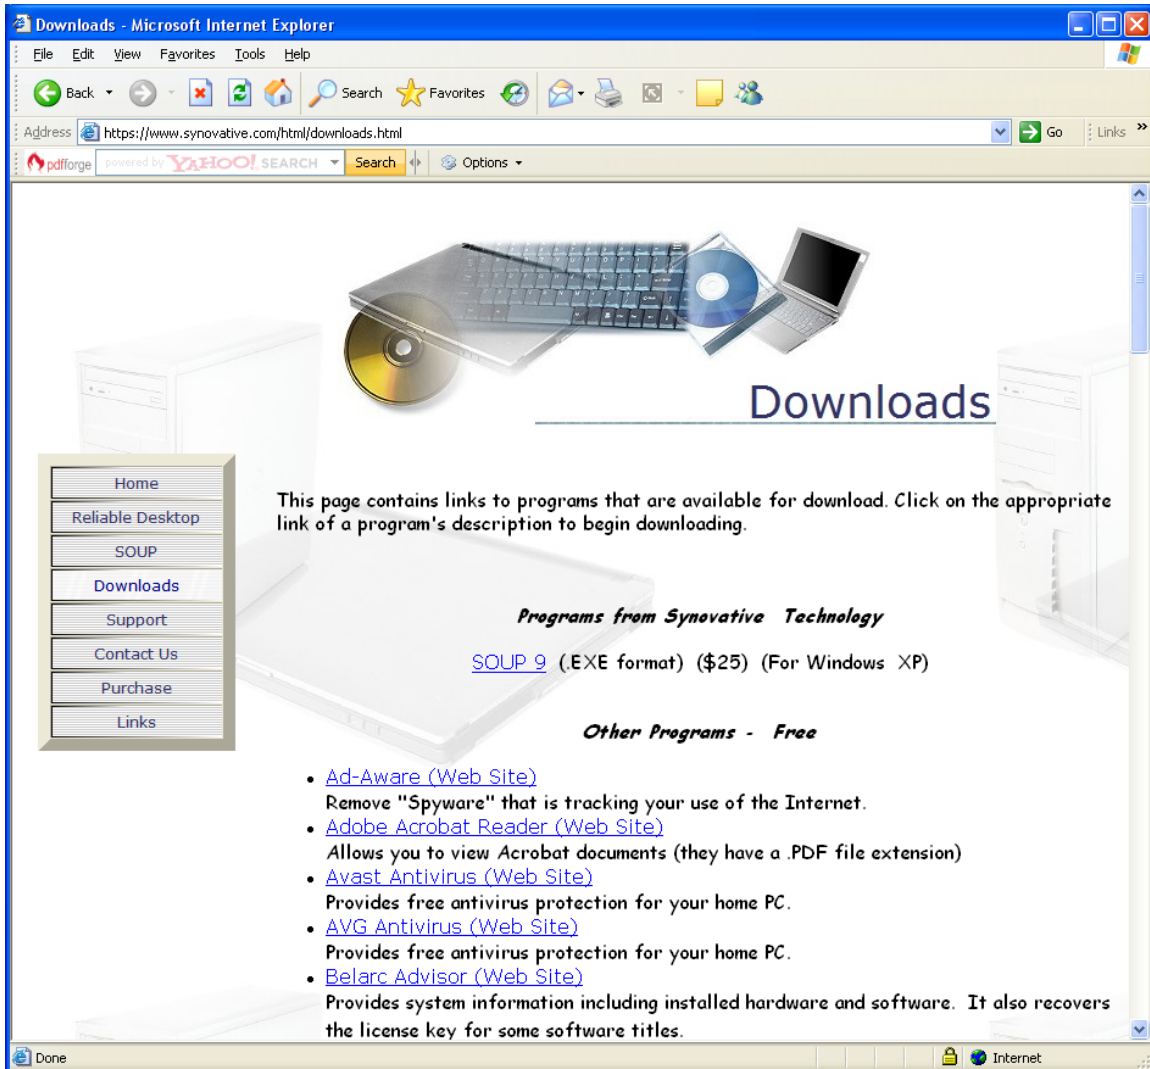 Downloads - Microsoft Internet Explorer
File Edit View Favorites Tools Help
Back Search Favorites
Address https://www.synovative.com/html/downloads.html Go Links »
pdfforge powered by YAHOO! SEARCH Search Options
Downloads
Home
Reliable Desktop
SOUP
Downloads
Support
Contact Us
Purchase
Links
This page contains links to programs that are available for download. Click on the appropriate
link of a program's description to begin downloading.
Programs from Synovative Technology
SOUP 9 (.EXE format) ($25) (For Windows XP)
Other Programs - Free
• Ad-Aware (Web Site)
Remove "Spyware" that is tracking your use of the Internet.
• Adobe Acrobat Reader (Web Site)
Allows you to view Acrobat documents (they have a .PDF file extension)
• Avast Antivirus (Web Site)
Provides free antivirus protection for your home PC.
• AVG Antivirus (Web Site)
Provides free antivirus protection for your home PC.
• Belarc Advisor (Web Site)
Provides system information including installed hardware and software. It also recovers
the license key for some software titles.
Done Internet